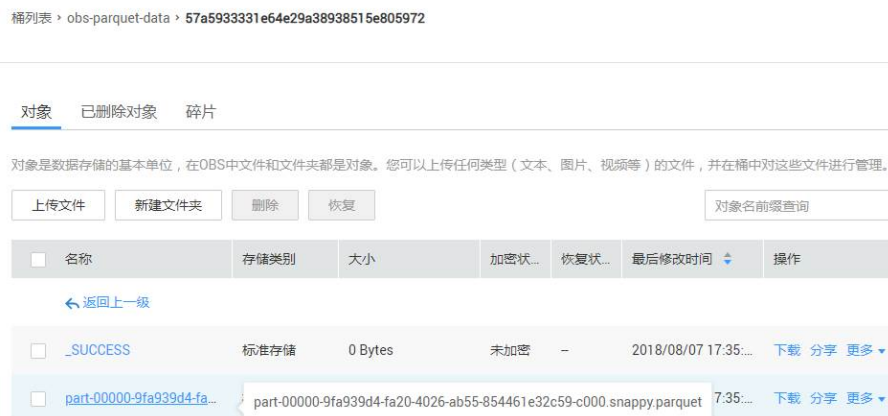 桶列表 › obs-parquet-data › 57a5933331e64e29a38938515e805972
对象 已删除对象 碎片
对象是数据存储的基本单位，在OBS中文件和文件夹都是对象。您可以上传任何类型（文本、图片、视频等）的文件，并在桶中对这些文件进行管理。
上传文件 新建文件夹 删除 恢复 对象名前缀查询
名称 存储类别 大小 加密状... 恢复状... 最后修改时间 操作
返回上一级
_SUCCESS 标准存储 0 Bytes 未加密 -- 2018/08/07 17:35:... 下载 分享 更多
part-00000-9fa939d4-fa... part-00000-9fa939d4-fa20-4026-ab55-854461e32c59-c000.snappy.parquet 7:35:... 下载 分享 更多